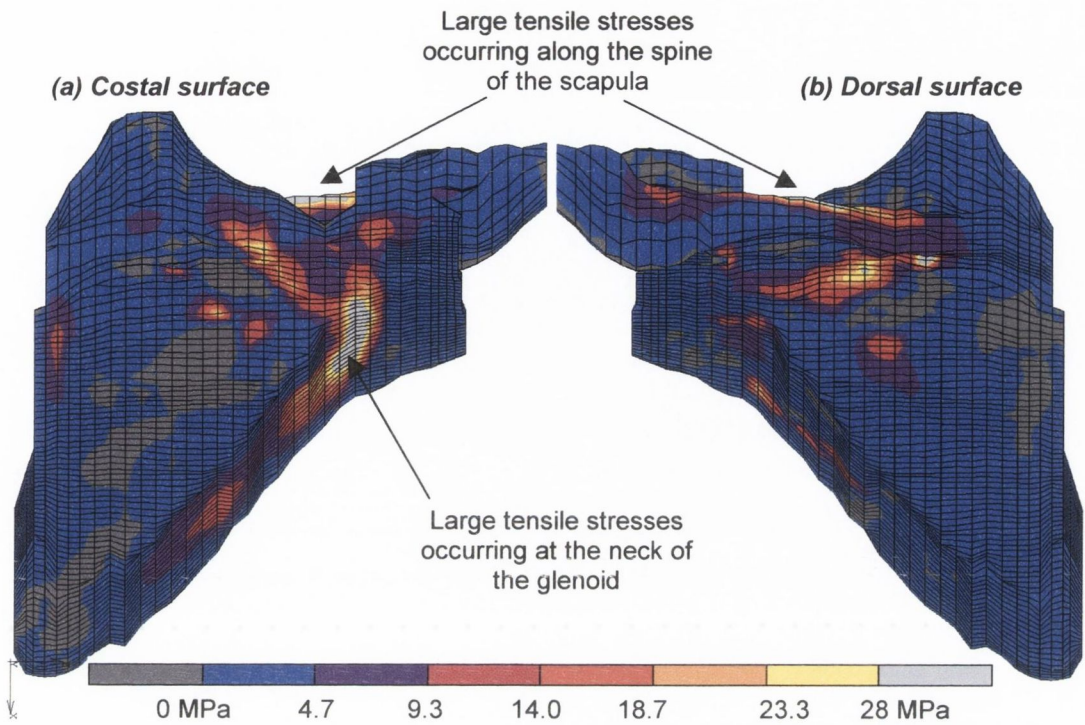 Large tensile stresses
occurring along the spine
of the scapula
(a) Costal surface
(b) Dorsal surface
Large tensile stresses
occurring at the neck of
the glenoid
0 MPa 4.7 9.3 14.0 18.7 23.3 28 MPa